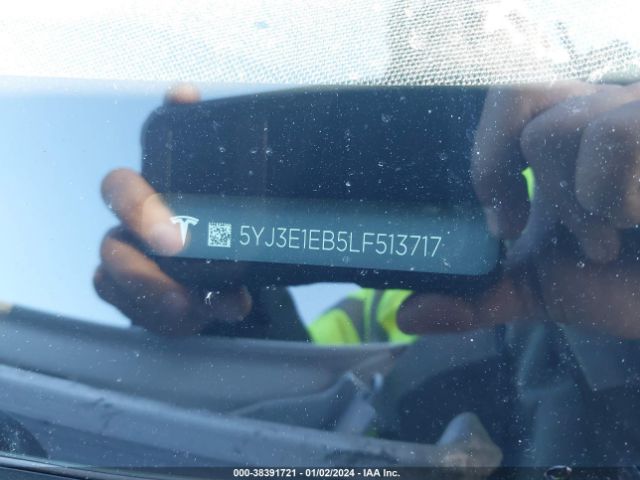 5YJ3E1EB5LF513717
000-38391721 | 01/02/2024 | IAA Inc.